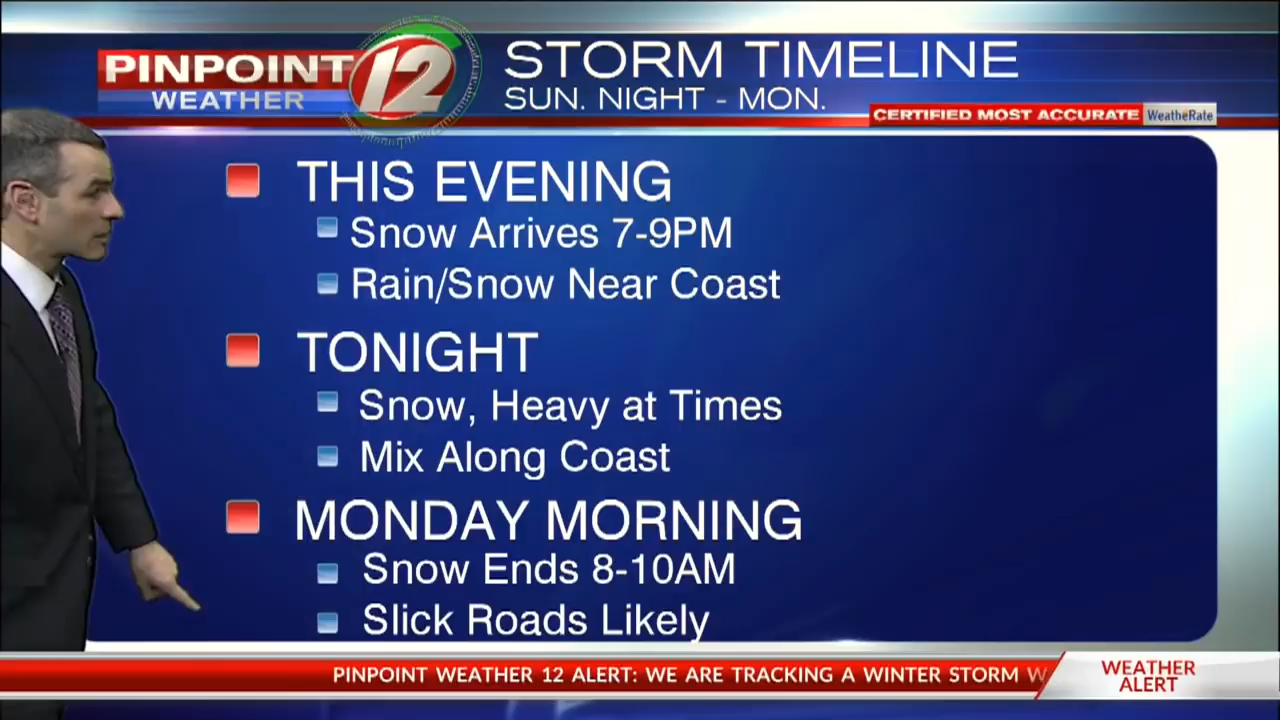 PINPOINT 12
WEATHER
STORM TIMELINE
SUN. NIGHT - MON.
CERTIFIED MOST ACCURATE WeatheRate
THIS EVENING
Snow Arrives 7-9PM
Rain/Snow Near Coast
TONIGHT
Snow, Heavy at Times
Mix Along Coast
MONDAY MORNING
Snow Ends 8-10AM
Slick Roads Likely
PINPOINT WEATHER 12 ALERT: WE ARE TRACKING A WINTER STORM W
WEATHER
ALERT